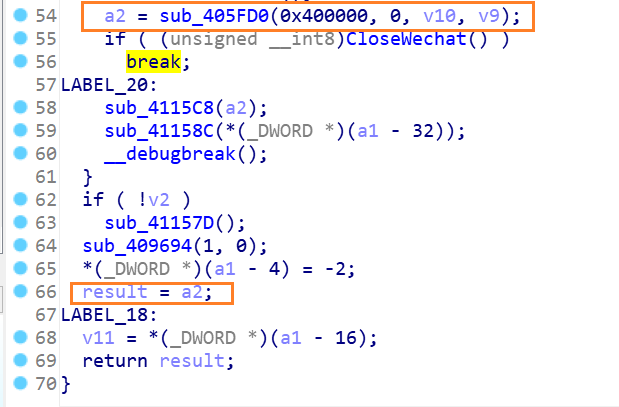 54 a2 = sub_405FD0(0x400000, 0, v10, v9);
55 if ( (unsigned __int8)CloseWechat() )
56 break;
57 LABEL_20:
58 sub_4115C8(a2);
59 sub_41158C(*(_DWORD *)(a1 - 32));
60 __debugbreak();
61 }
62 if ( !v2 )
63 sub_41157D();
64 sub_409694(1, 0);
65 *(_DWORD *)(a1 - 4) = -2;
66 result = a2;
67 LABEL_18:
68 v11 = *(_DWORD *)(a1 - 16);
69 return result;
70 }